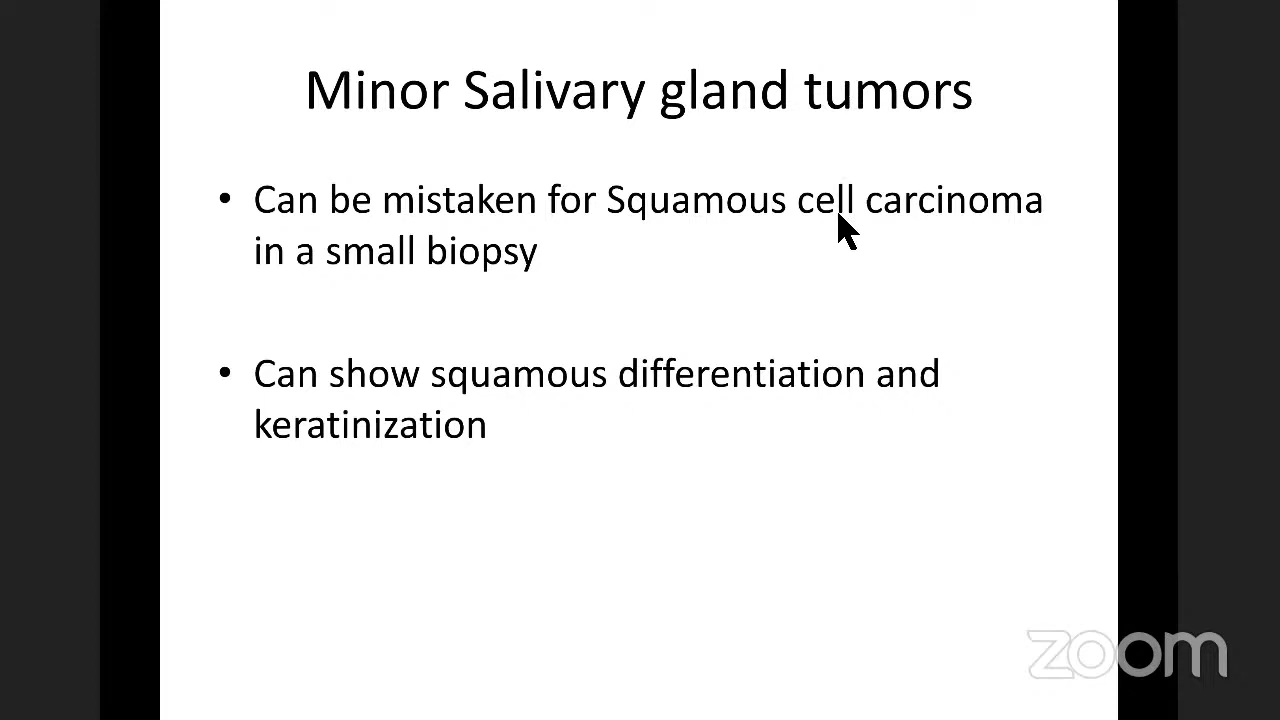 Minor Salivary gland tumors
• Can be mistaken for Squamous cell carcinoma
in a small biopsy
• Can show squamous differentiation and
keratinization
zoom